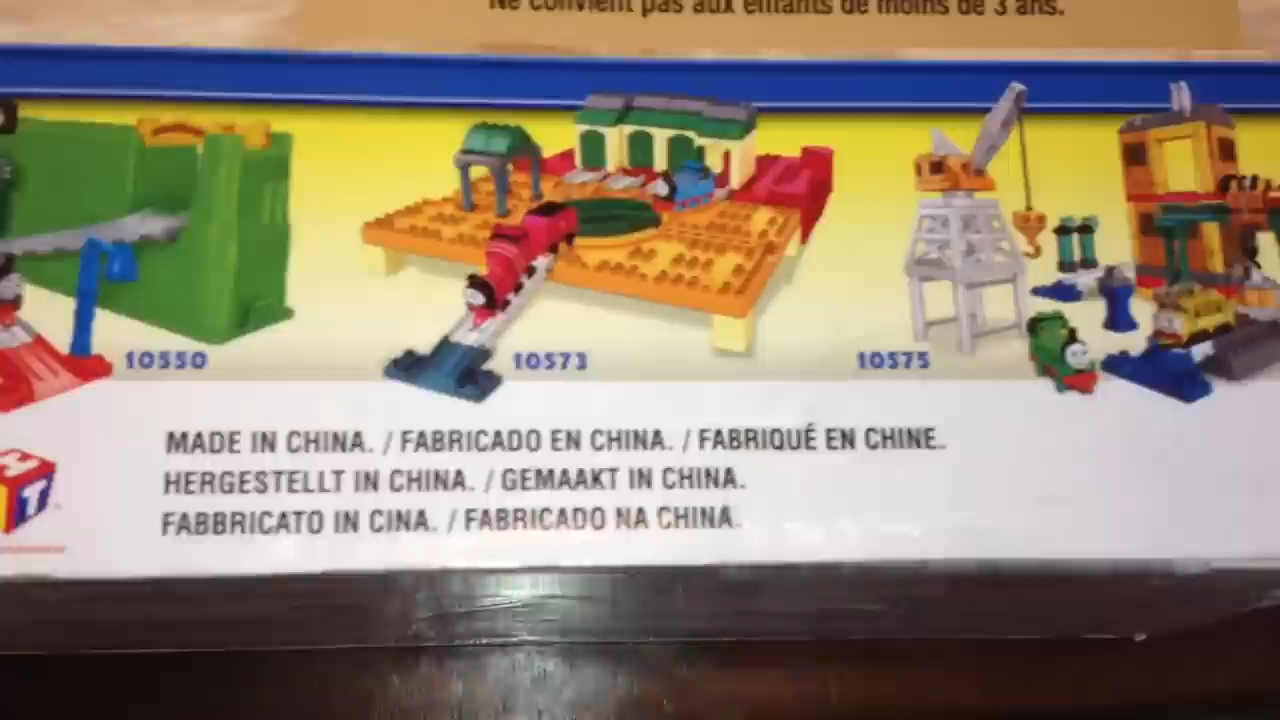 Ne convient pas aux enfants de moins de 3 ans.
10550
10573
10575
MADE IN CHINA. / FABRICADO EN CHINA. / FABRIQUÉ EN CHINE.
HERGESTELLT IN CHINA. / GEMAAKT IN CHINA.
FABBRICATO IN CINA. / FABRICADO NA CHINA.